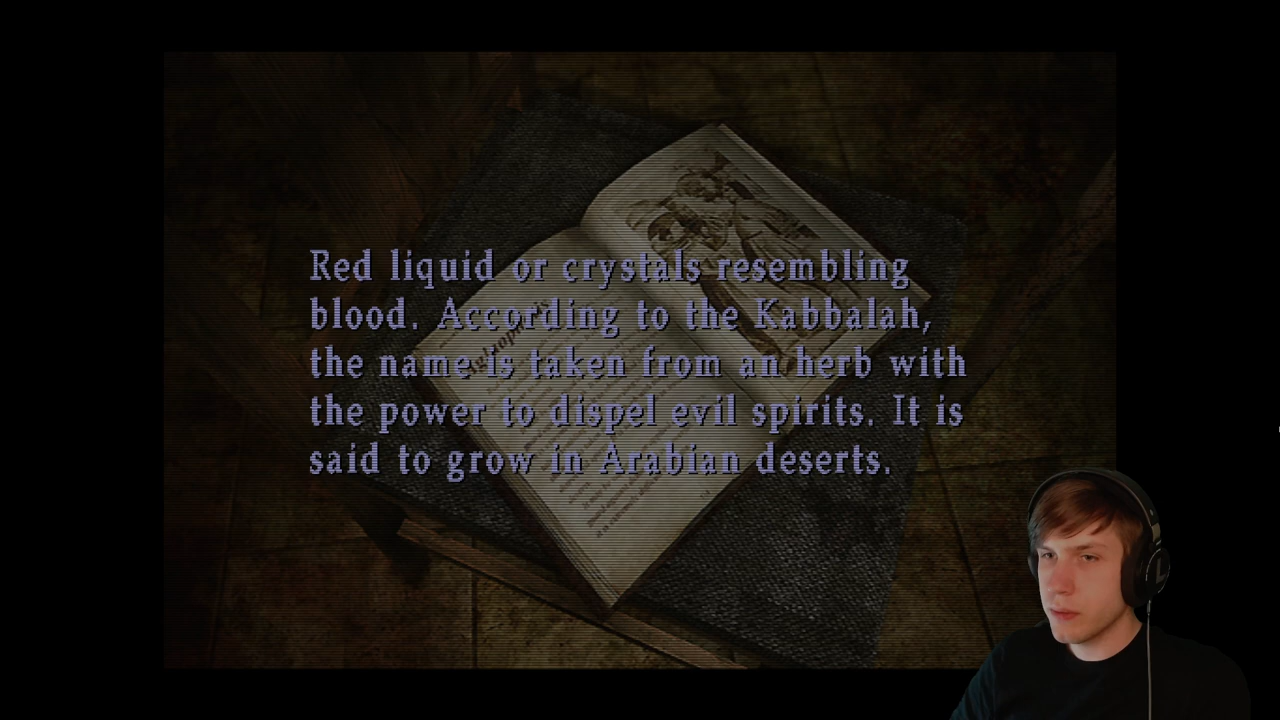 Red liquid or crystals resembling
blood. According to the Kabbalah,
the name is taken from an herb with
the power to dispel evil spirits. It is
said to grow in Arabian deserts.